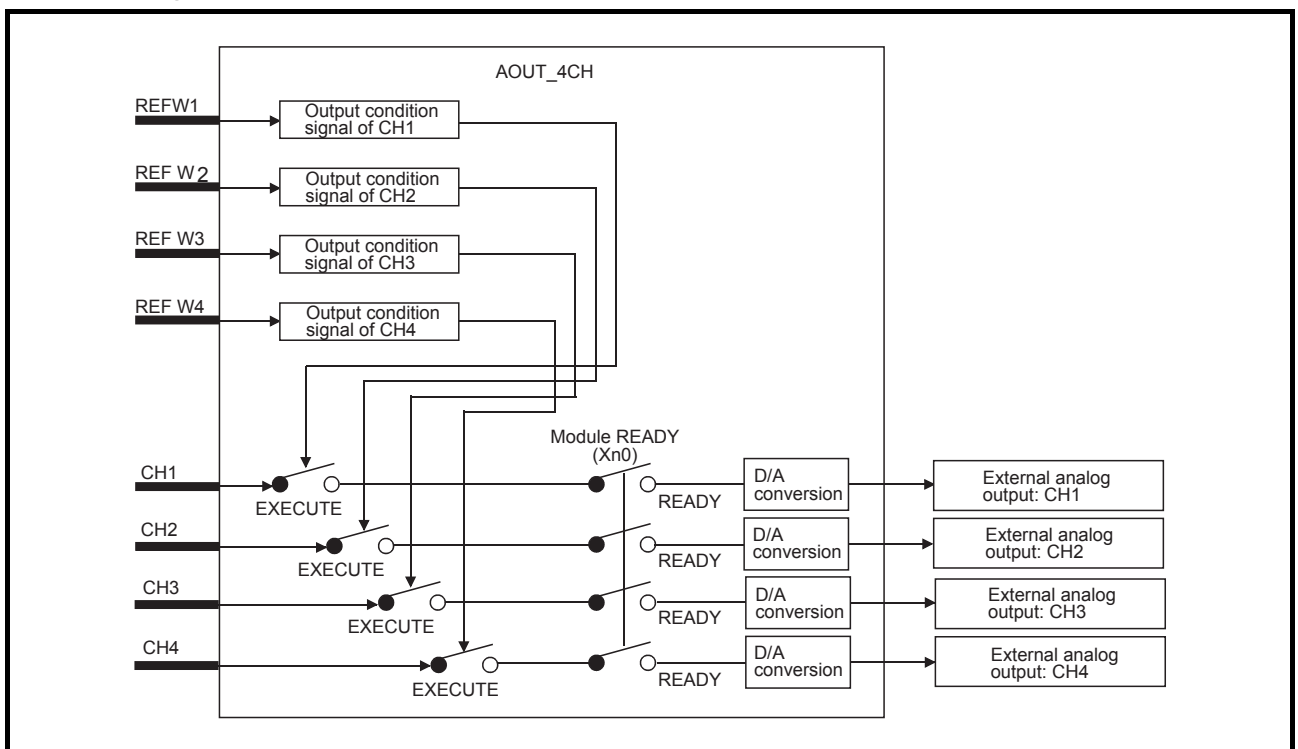 AOUT_4CH
REFW1
Output condition
signal of CH1
REF W2
Output condition
signal of CH2
REF W3
Output condition
signal of CH3
REF W4
Output condition
signal of CH4
Module READY
(Xn0)
CH1
EXECUTE
READY
D/A
conversion
External analog
output: CH1
CH2
EXECUTE
READY
D/A
conversion
External analog
output: CH2
CH3
EXECUTE
READY
D/A
conversion
External analog
output: CH3
CH4
EXECUTE
READY
D/A
conversion
External analog
output: CH4